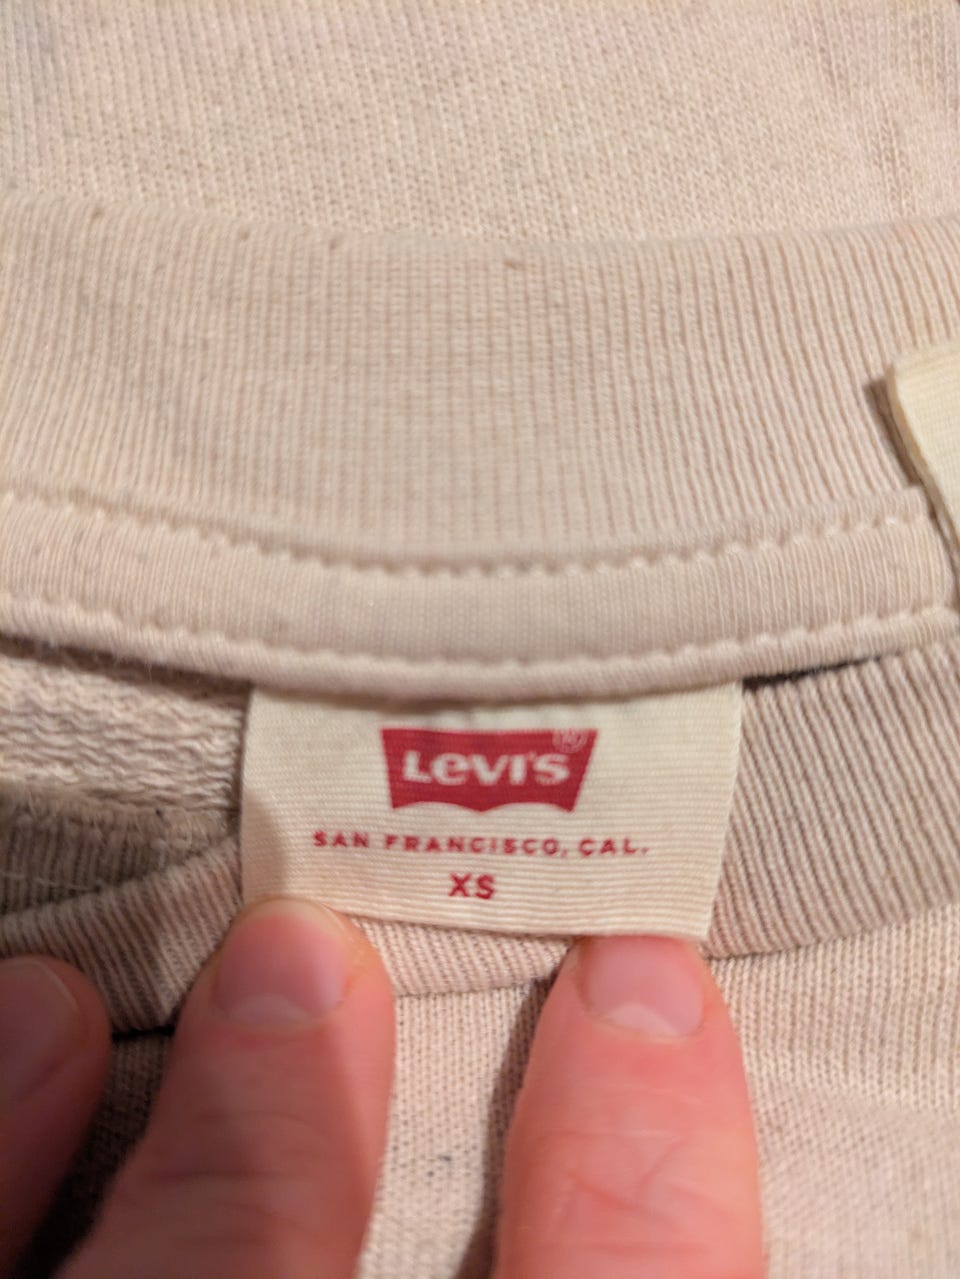 Levi's ®
SAN FRANCISCO, CAL.
XS